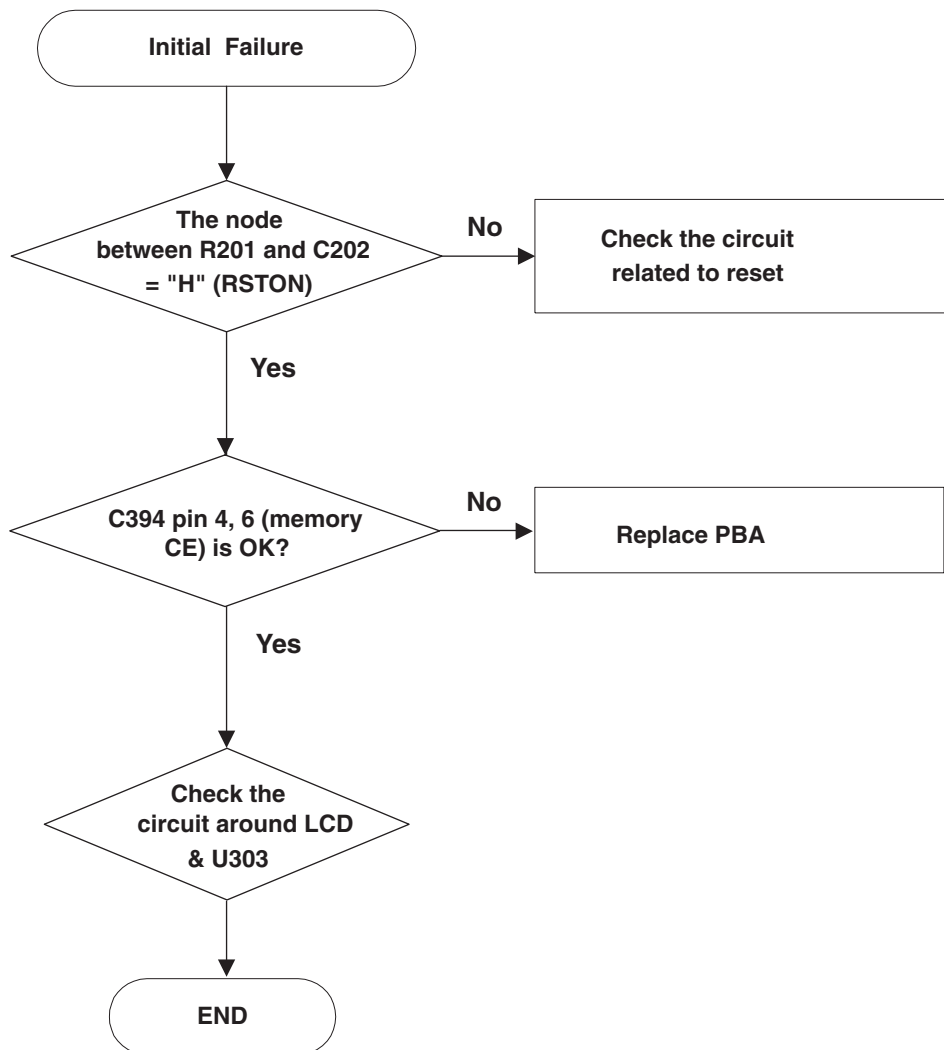 Initial Failure
The node
between R201 and C202
= "H" (RSTON)
No
Check the circuit
related to reset
Yes
C394 pin 4, 6 (memory
CE) is OK?
No
Replace PBA
Yes
Check the
circuit around LCD
& U303
END